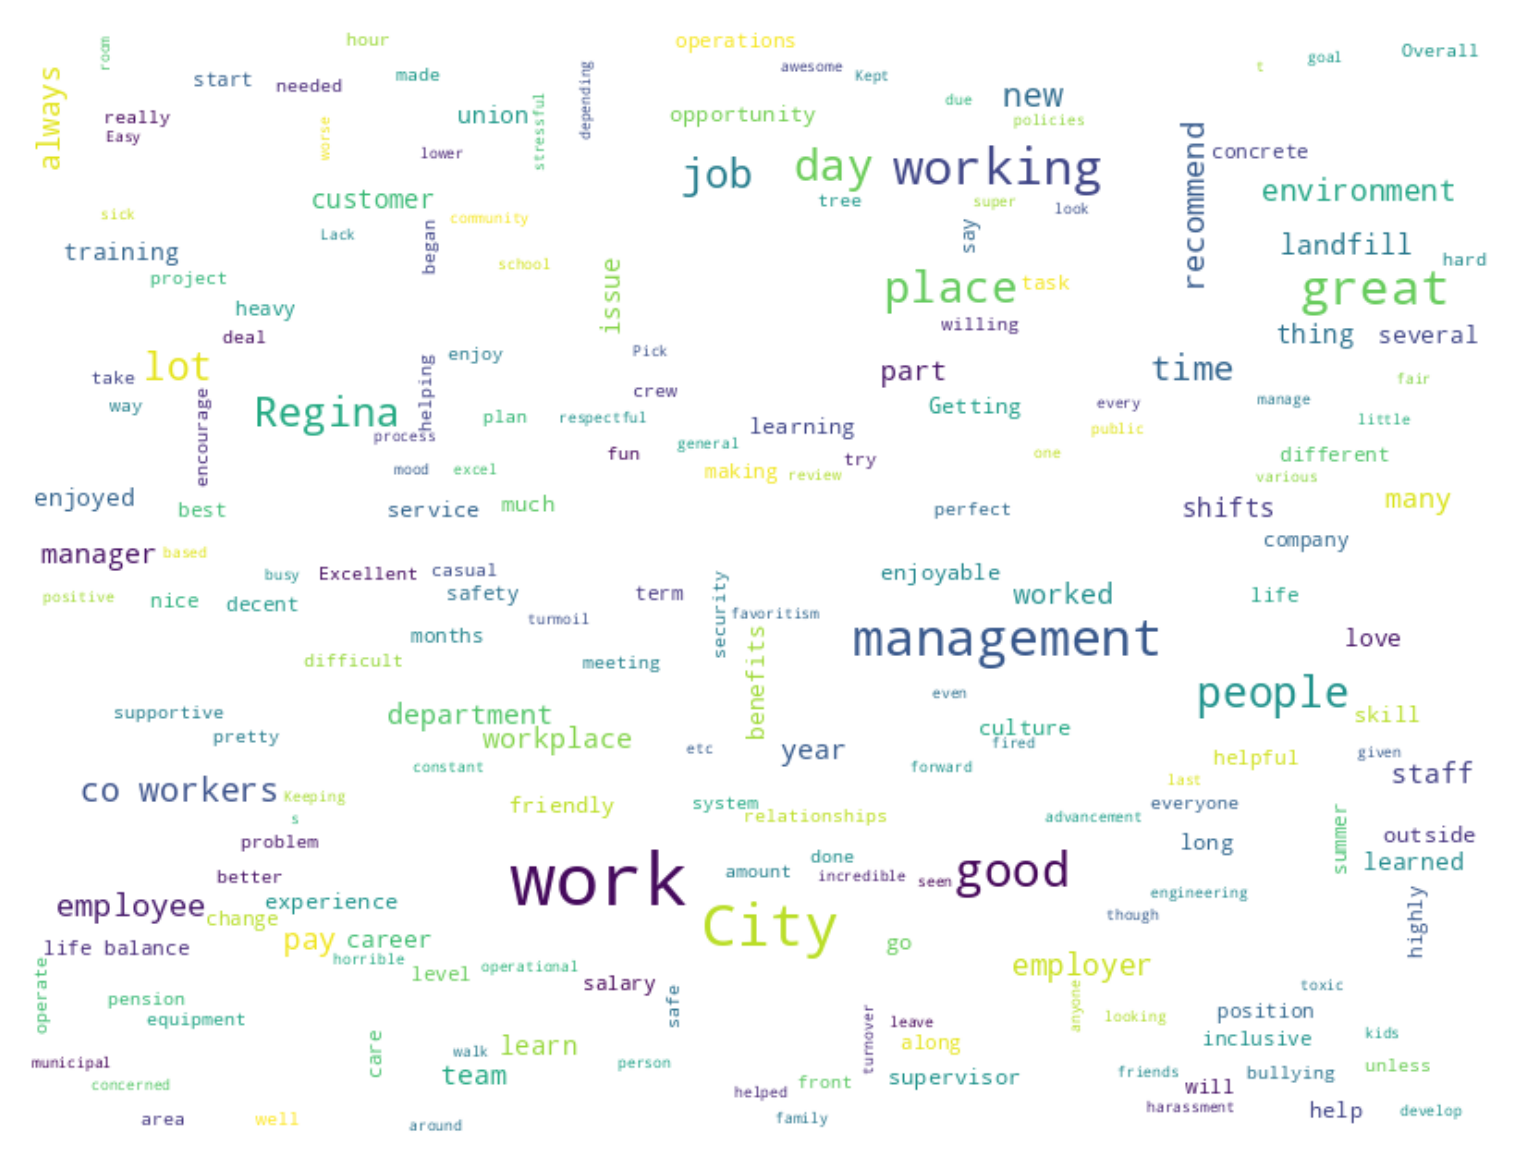 hour
operations
room
awesome
Kept
goal
Overall
t
always
start
needed
made
depending
really
Easy
worse
union
stressful
lower
opportunity
due
new
policies
job
day
working
recommend
concrete
environment
tree
super
look
customer
sick
Lack
began
community
say
training
project
school
issue
landfill
hard
place
task
great
heavy
deal
willing
thing
several
lot
take
way
encourage
Regina
helping
enjoy
Pick
crew
part
time
fair
process
plan
respectful
Getting
every
manage
little
learning
general
public
fun
try
one
different
mood
excel
making
review
various
enjoyed
best
service
much
perfect
shifts
many
company
manager
based
busy
Excellent
casual
enjoyable
positive
nice
decent
safety
term
security
favoritism
worked
life
turmoil
months
management
love
difficult
meeting
benefits
people
even
supportive
department
skill
pretty
workplace
culture
fired
etc
year
constant
forward
helpful
given
staff
last
co workers
Keeping
friendly
system
relationships
advancement
everyone
s
problem
summer
outside
long
learned
better
work
done
amount
incredible
seen
good
engineering
employee
change
experience
City
though
highly
life balance
pay
career
go
horrible
level
operational
employer
operate
salary
safe
toxic
pension
equipment
anyone
looking
position
turnover
leave
along
inclusive
kids
municipal
care
walk
learn
person
concerned
team
supervisor
friends
bullying
unless
helped
front
will
harassment
area
well
around
family
help
develop